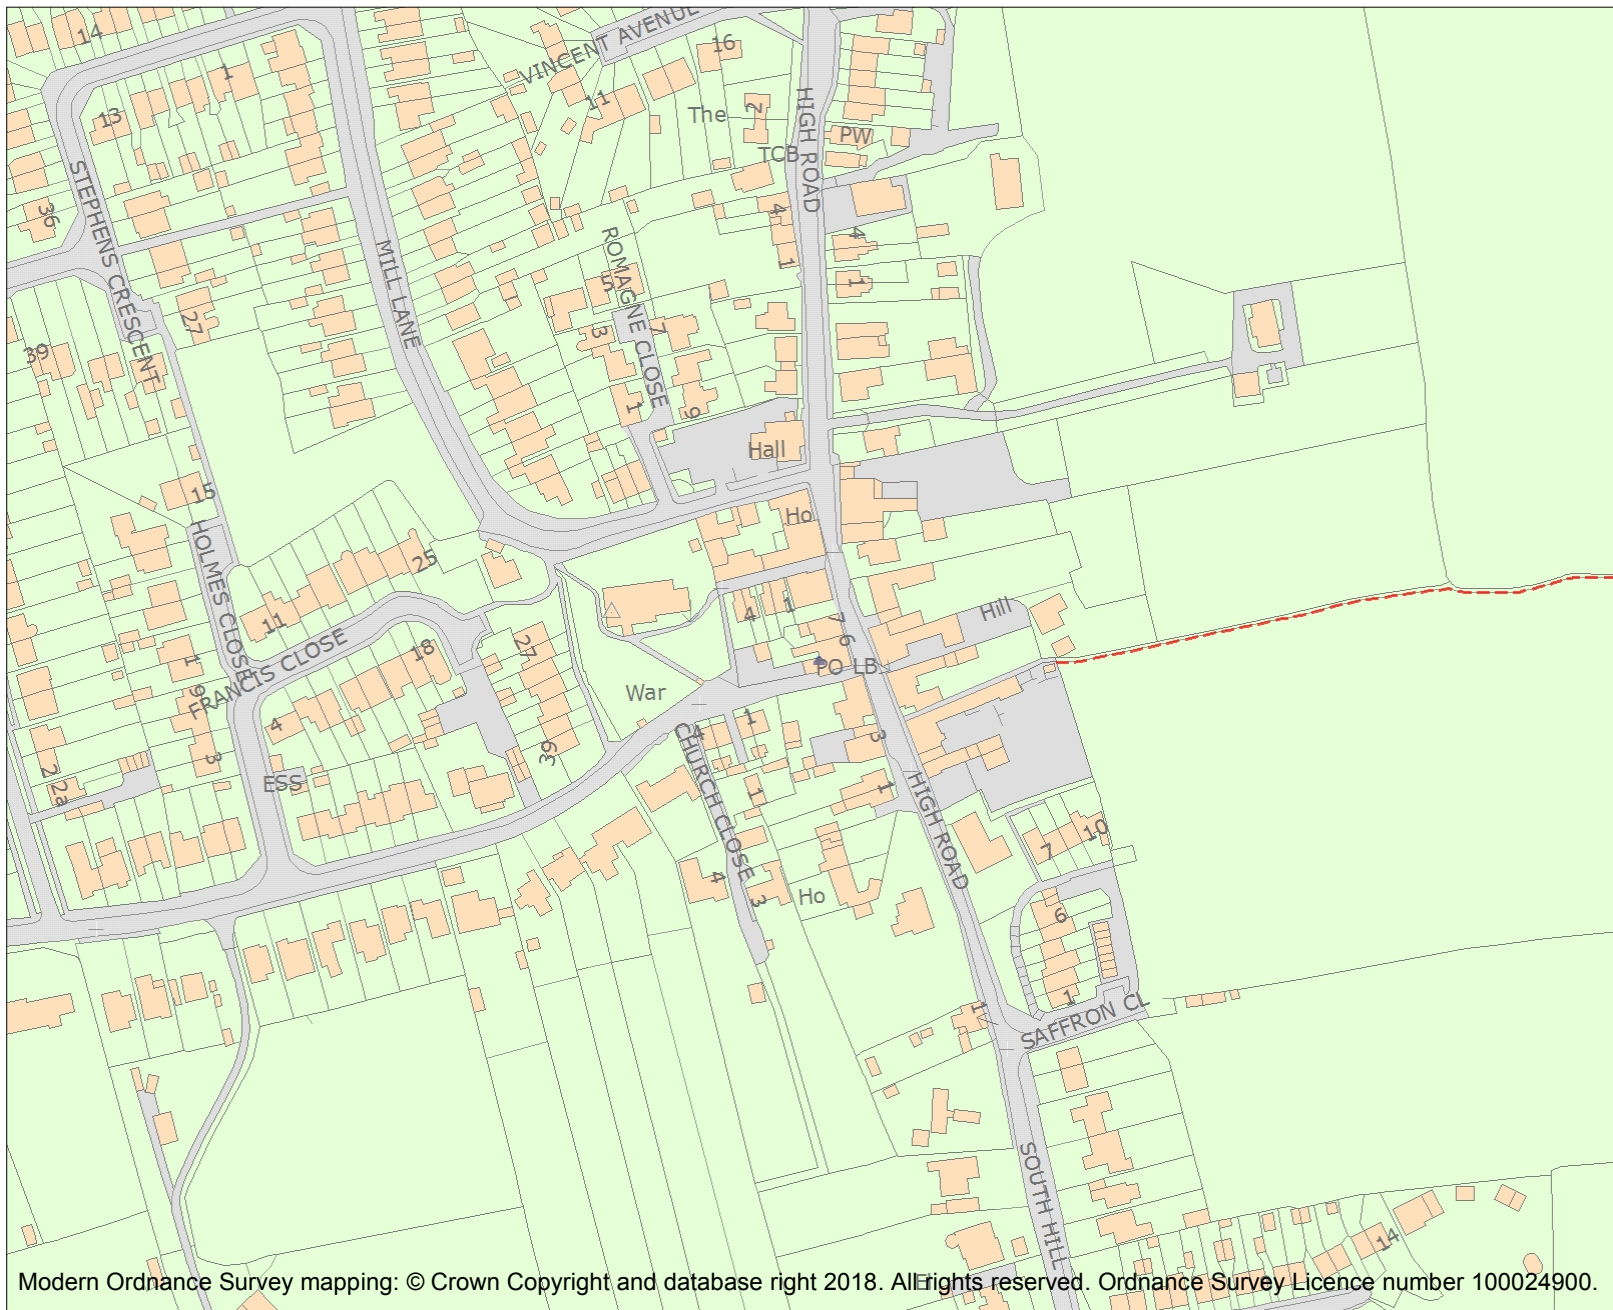 14
VINCENT AVENUE
16
1
11
13
The
2
HIGH ROAD
PW
TCB
STEPHENS CRESCENT
36
4
4
MILL LANE
ROMAGNE CLOSE
1
5
1
27
3
7
39
1
9
Hall
15
Ho
HOLMES CLOSE
25
11
4
1
Hill
FRANCIS CLOSE
27
18
7
6
1
PO
LB
9
War
4
4
1
CHURCH CLOSE
3
3
39
2
2a
ESS
1
1
HIGH ROAD
10
7
4
3
Ho
6
1
1
SAFFRON CL
SOUTH HILL
14
Modern Ordnance Survey mapping: © Crown Copyright and database right 2018. All rights reserved. Ordnance Survey Licence number 100024900.